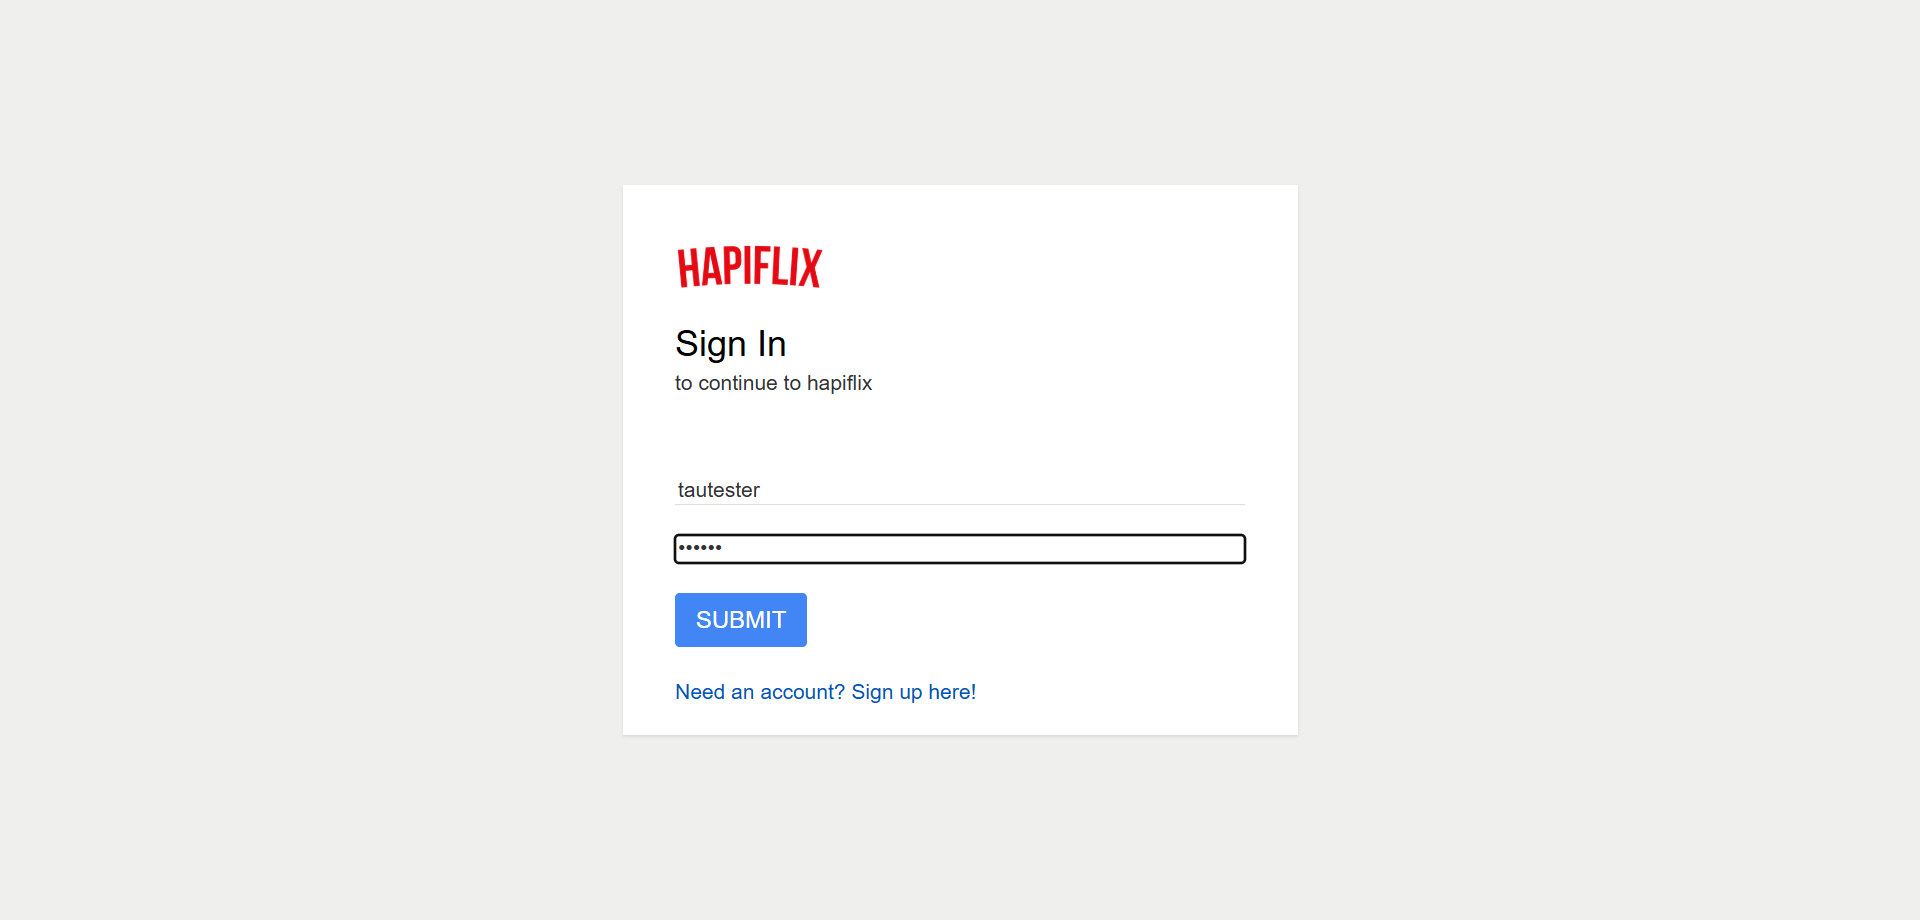 HAPIFLIX
Sign In
to continue to hapiflix
tautester
••••••
SUBMIT
Need an account? Sign up here!